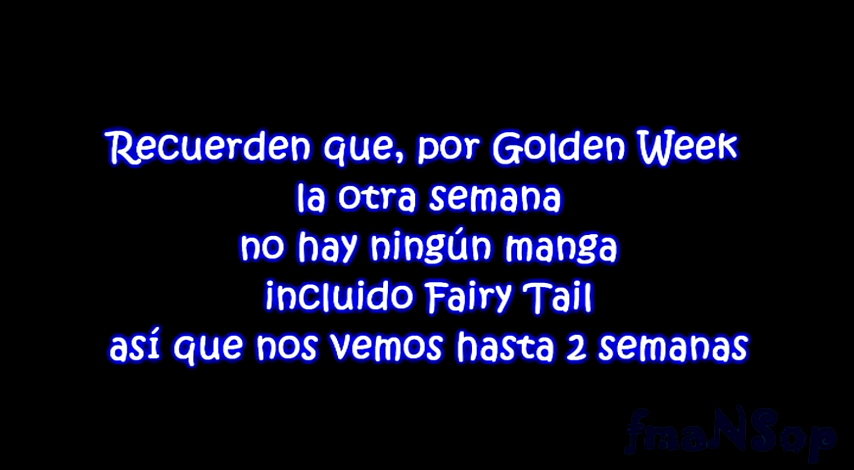 Recuerden que, por Golden Week
la otra semana
no hay ningún manga
incluido Fairy Tail
así que nos vemos hasta 2 semanas
fmaNSop